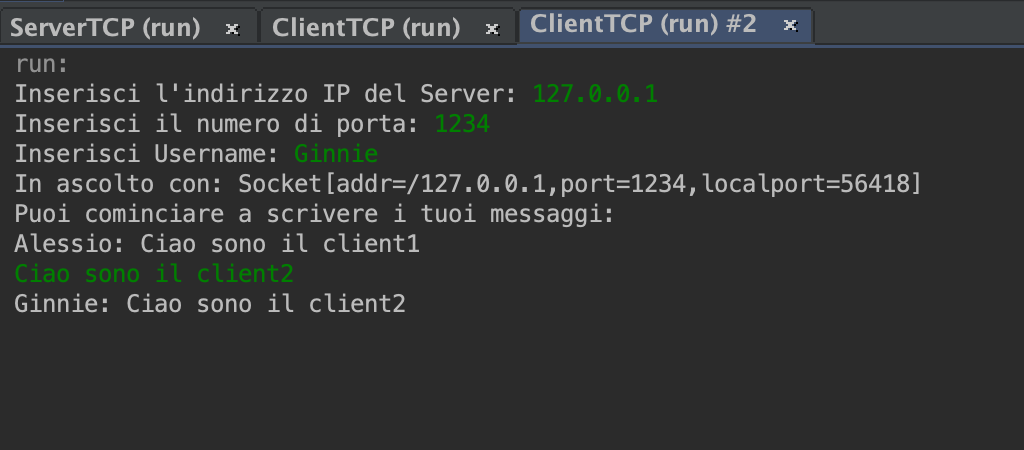 ServerTCP (run) ClientTCP (run) ClientTCP (run) #2
run:
Inserisci l'indirizzo IP del Server: 127.0.0.1
Inserisci il numero di porta: 1234
Inserisci Username: Ginnie
In ascolto con: Socket[addr=/127.0.0.1,port=1234,localport=56418]
Puoi cominciare a scrivere i tuoi messaggi:
Alessio: Ciao sono il client1
Ciao sono il client2
Ginnie: Ciao sono il client2